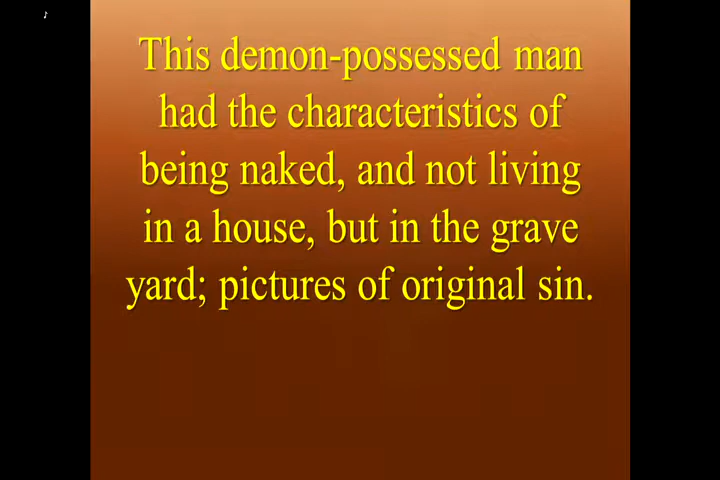 ♪
This demon-possessed man
had the characteristics of
being naked, and not living
in a house, but in the grave
yard; pictures of original sin.